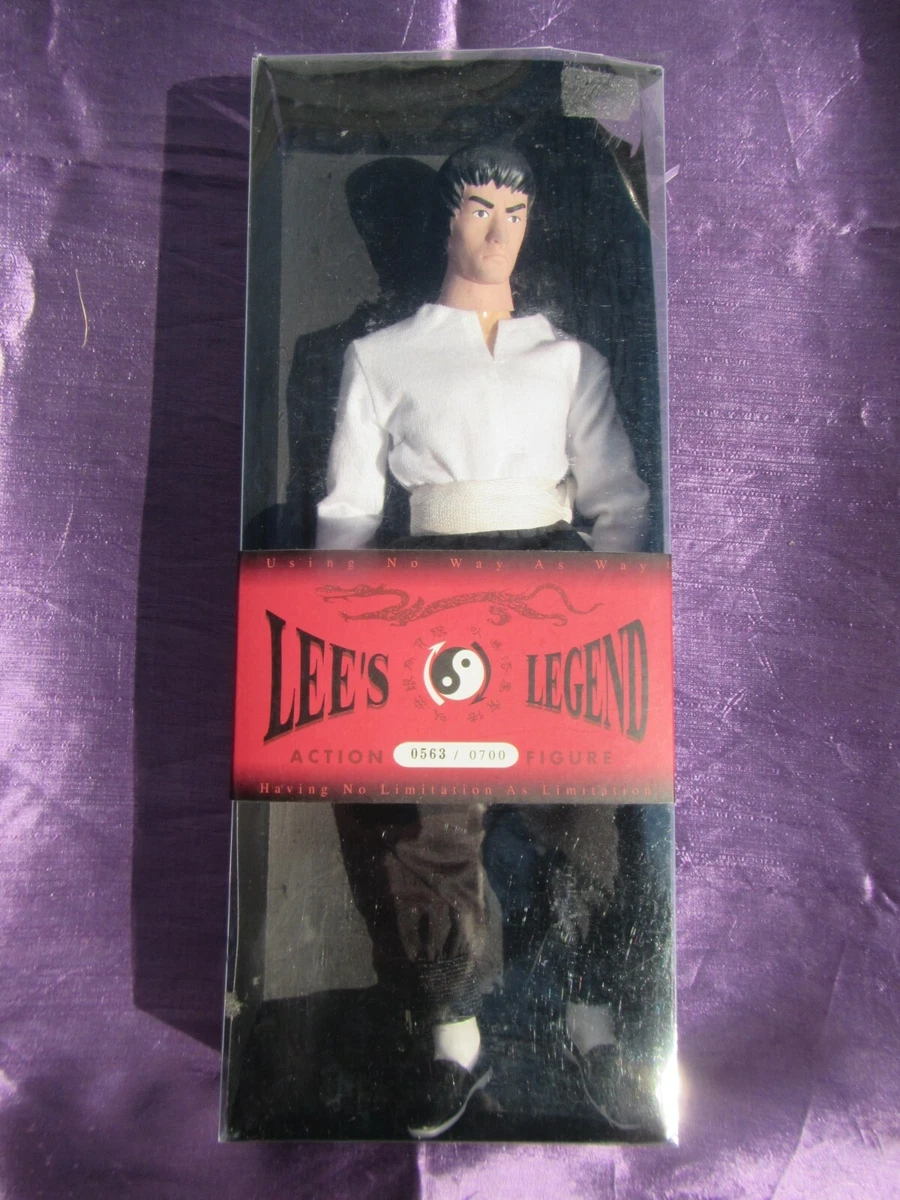 Using No Way As Way
LEE'S LEGEND
ACTION 0563 / 0700 FIGURE
Having No Limitation As Limitation